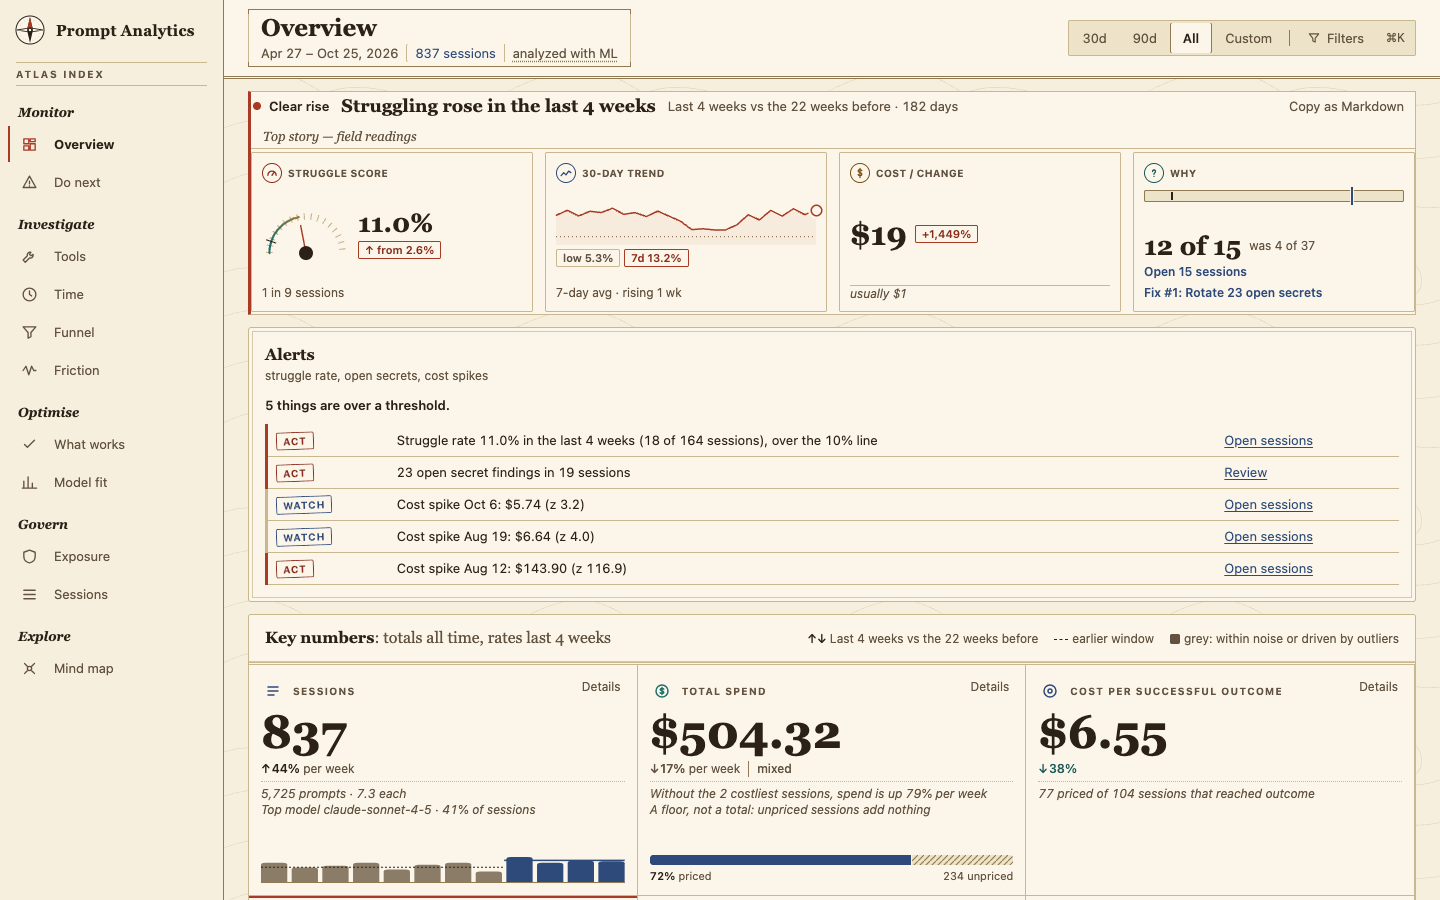 Prompt Analytics
ATLAS INDEX
Monitor
Overview
Do next
Investigate
Tools
Time
Funnel
Friction
Optimise
What works
Model fit
Govern
Exposure
Sessions
Explore
Mind map
Overview
Apr 27 – Oct 25, 2026 837 sessions analyzed with ML
30d 90d All Custom Filters ⌘K
Clear rise Struggling rose in the last 4 weeks Last 4 weeks vs the 22 weeks before · 182 days Copy as Markdown
Top story — field readings
STRUGGLE SCORE
11.0%
↑ from 2.6%
1 in 9 sessions
30-DAY TREND
low 5.3% 7d 13.2%
7-day avg · rising 1 wk
$ COST / CHANGE
$19 +1,449%
usually $1
? WHY
12 of 15 was 4 of 37
Open 15 sessions
Fix #1: Rotate 23 open secrets
Alerts
struggle rate, open secrets, cost spikes
5 things are over a threshold.
ACT Struggle rate 11.0% in the last 4 weeks (18 of 164 sessions), over the 10% line Open sessions
ACT 23 open secret findings in 19 sessions Review
WATCH Cost spike Oct 6: $5.74 (z 3.2) Open sessions
WATCH Cost spike Aug 19: $6.64 (z 4.0) Open sessions
ACT Cost spike Aug 12: $143.90 (z 116.9) Open sessions
Key numbers: totals all time, rates last 4 weeks ↑↓ Last 4 weeks vs the 22 weeks before --- earlier window grey: within noise or driven by outliers
SESSIONS Details
837
↑44% per week
5,725 prompts · 7.3 each
Top model claude-sonnet-4-5 · 41% of sessions
$ TOTAL SPEND Details
$504.32
↓17% per week mixed
Without the 2 costliest sessions, spend is up 79% per week
A floor, not a total: unpriced sessions add nothing
72% priced 234 unpriced
COST PER SUCCESSFUL OUTCOME Details
$6.55
↓38%
77 priced of 104 sessions that reached outcome